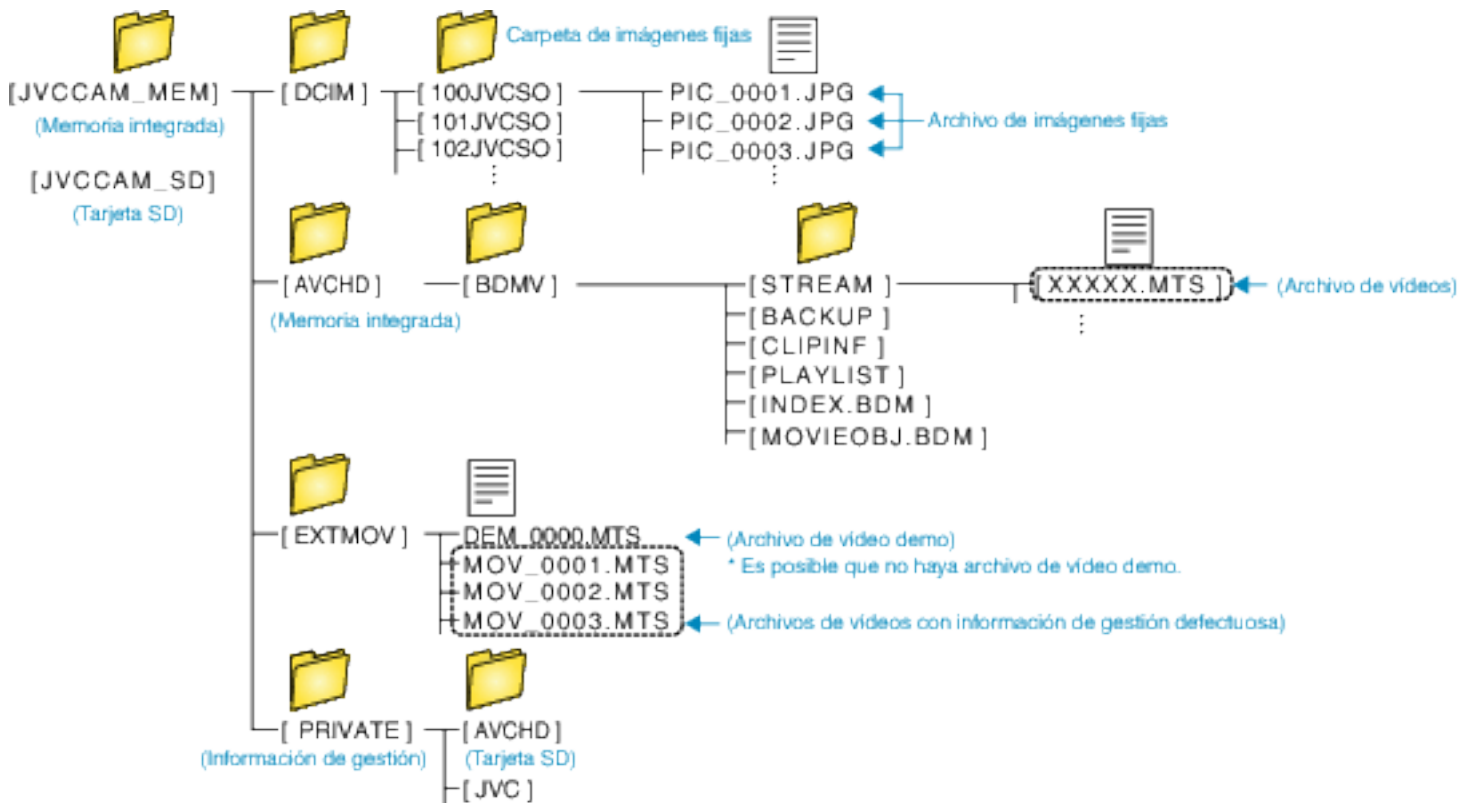 Carpeta de imágenes fijas
[JVCCAM_MEM]
(Memoria integrada)
[JVCCAM_SD]
(Tarjeta SD)
[ DCIM ]
[ 100JVCSO ]
[ 101JVCSO ]
[ 102JVCSO ]
PIC_0001.JPG
PIC_0002.JPG
PIC_0003.JPG
Archivo de imágenes fijas
[ AVCHD ]
(Memoria integrada)
[ BDMV ]
[ STREAM ]
[ BACKUP ]
[ CLIPINF ]
[ PLAYLIST ]
[ INDEX.BDM ]
[ MOVIEOBJ.BDM ]
[ XXXXX.MTS ]
(Archivo de vídeos)
[ EXTMOV ]
DEM_0000.MTS
(Archivo de vídeo demo)
* Es posible que no haya archivo de vídeo demo.
MOV_0001.MTS
MOV_0002.MTS
MOV_0003.MTS
(Archivos de vídeos con información de gestión defectuosa)
[ PRIVATE ]
(Información de gestión)
[ AVCHD ]
(Tarjeta SD)
[ JVC ]